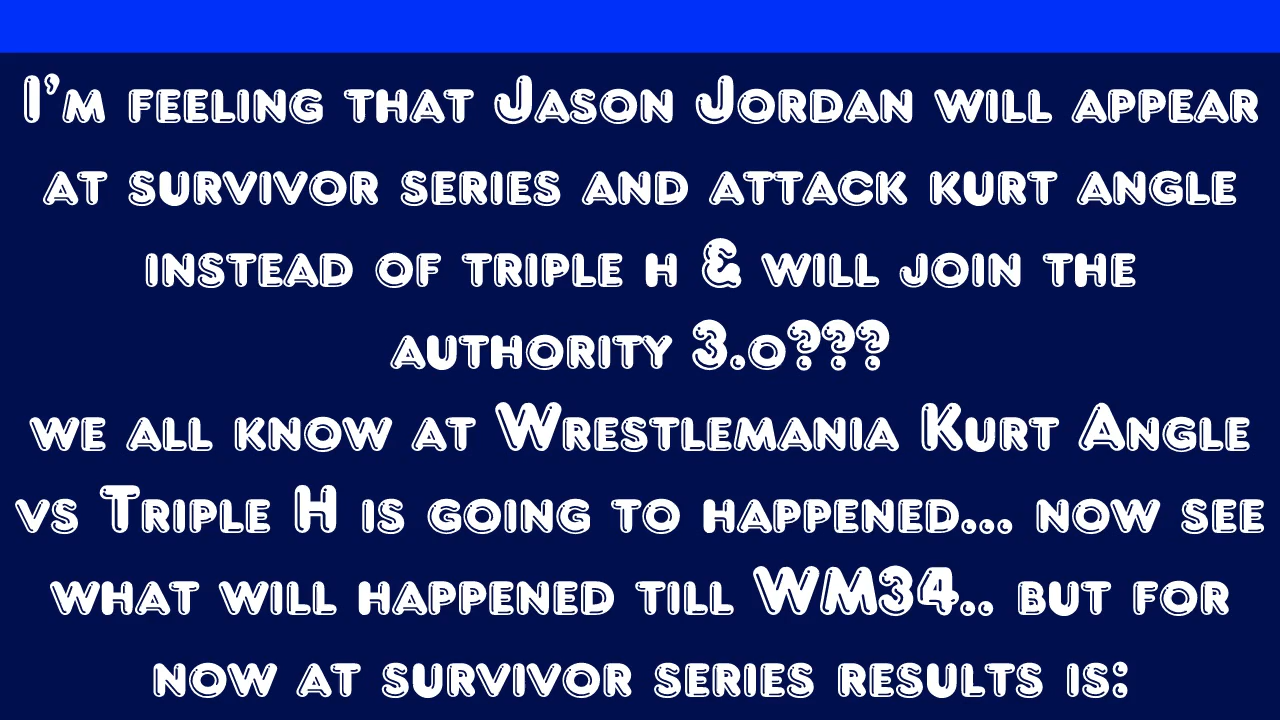 I'm feeling that Jason Jordan will appear
at survivor series and attack kurt angle
instead of triple h & will join the
authority 3.0???
we all know at Wrestlemania Kurt Angle
vs Triple H is going to happened... now see
what will happened till WM34.. but for
now at survivor series results is: